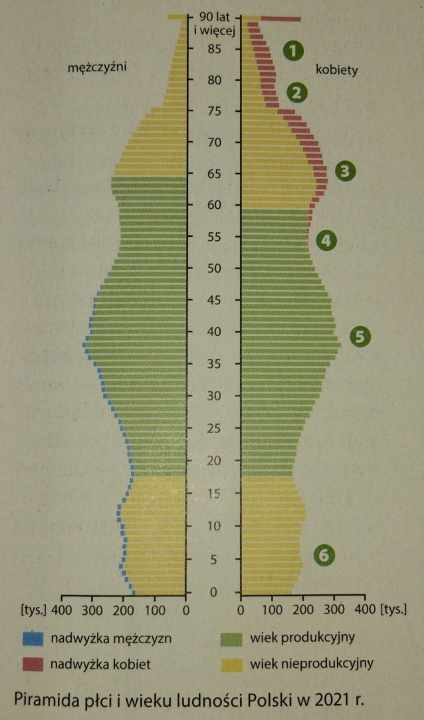 90 lat
i więcej
mężczyźni
kobiety
85
80
75
70
65
60
55
50
45
40
35
30
25
20
15
10
5
0
1
2
3
4
5
6
[tys.] 400 300 200 100 0
0 100 200 300 400 [tys.]
nadwyżka mężczyzn
wiek produkcyjny
nadwyżka kobiet
wiek nieprodukcyjny
Piramida płci i wieku ludności Polski w 2021 r.